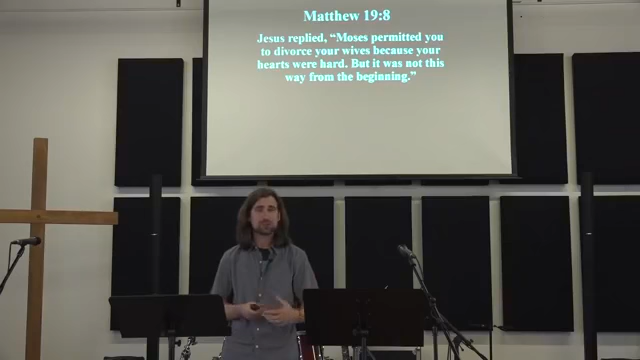 Matthew 19:8
Jesus replied, “Moses permitted you
to divorce your wives because your
hearts were hard. But it was not this
way from the beginning.”